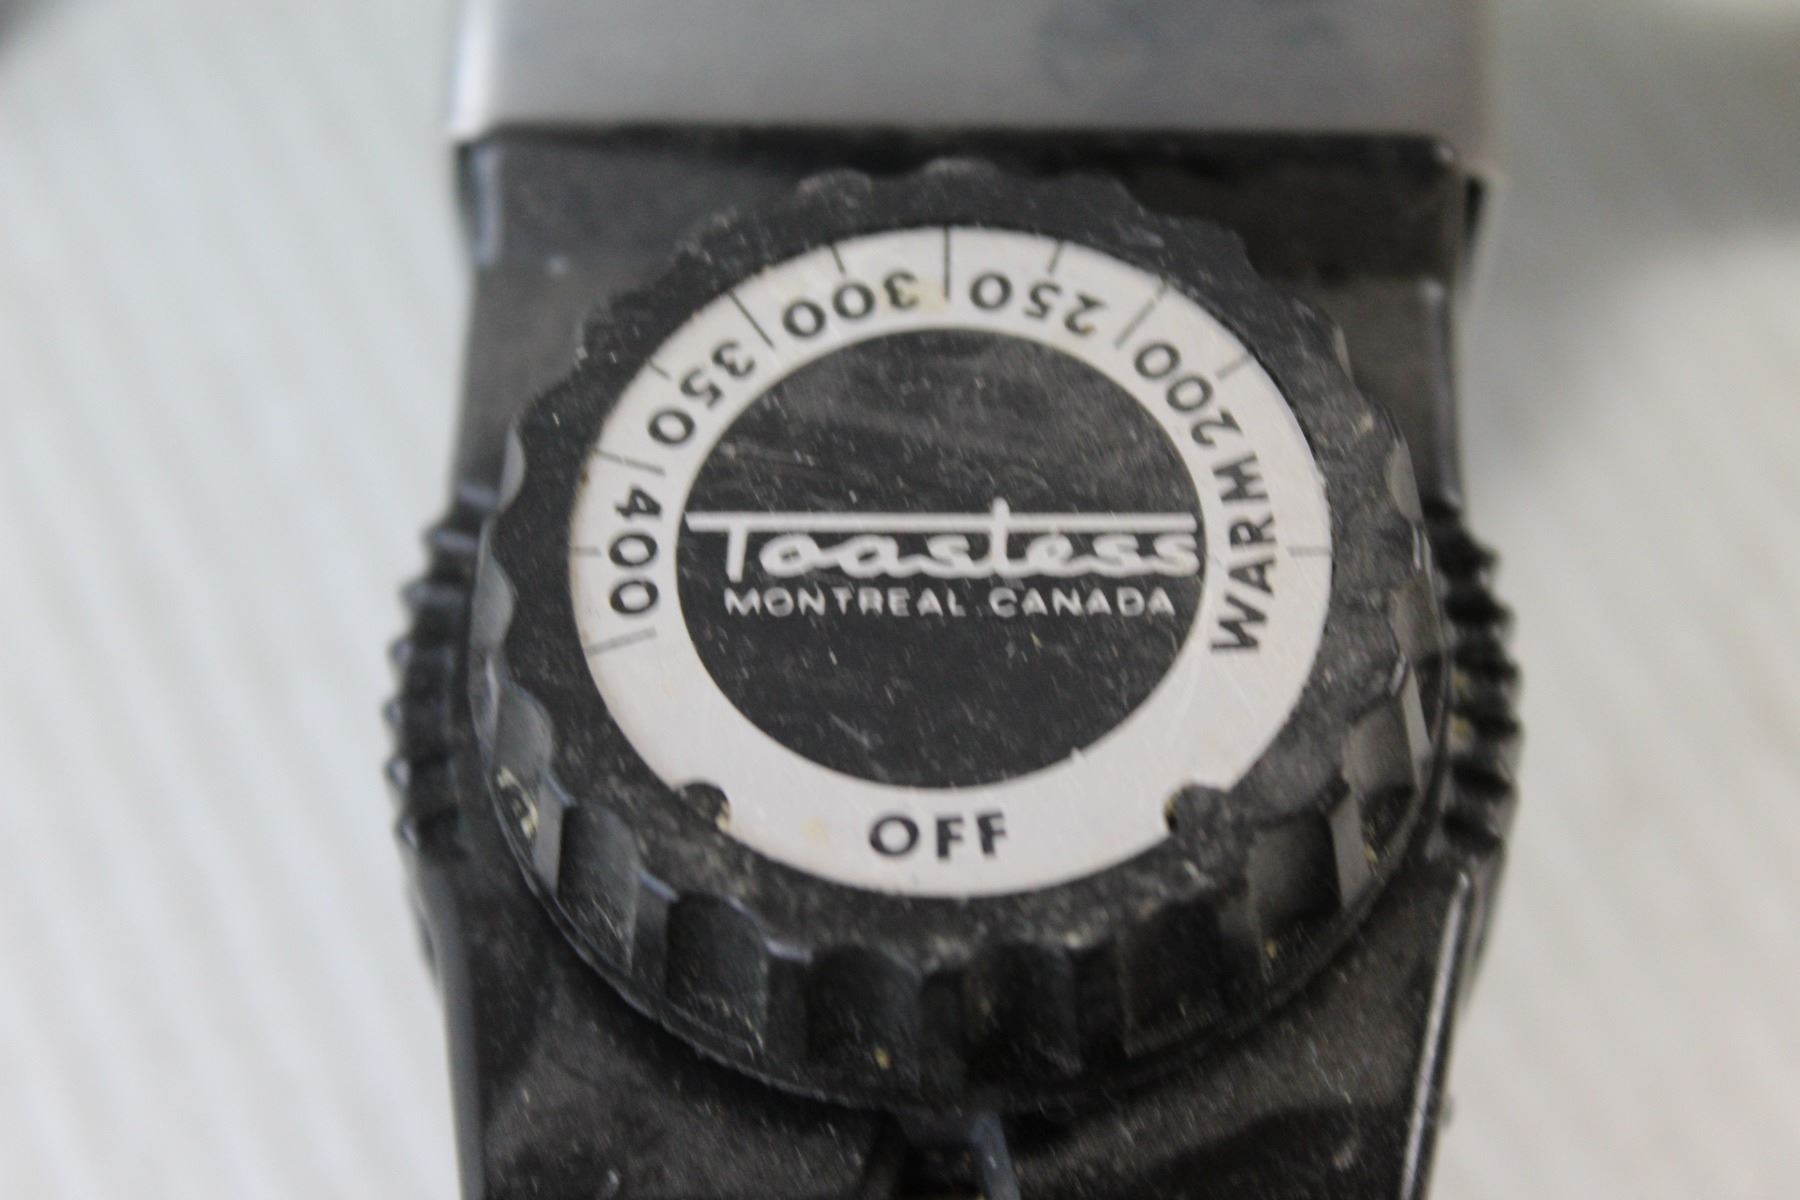 Toastess
MONTREAL CANADA
OFF
WARM
200
250
300
350
400